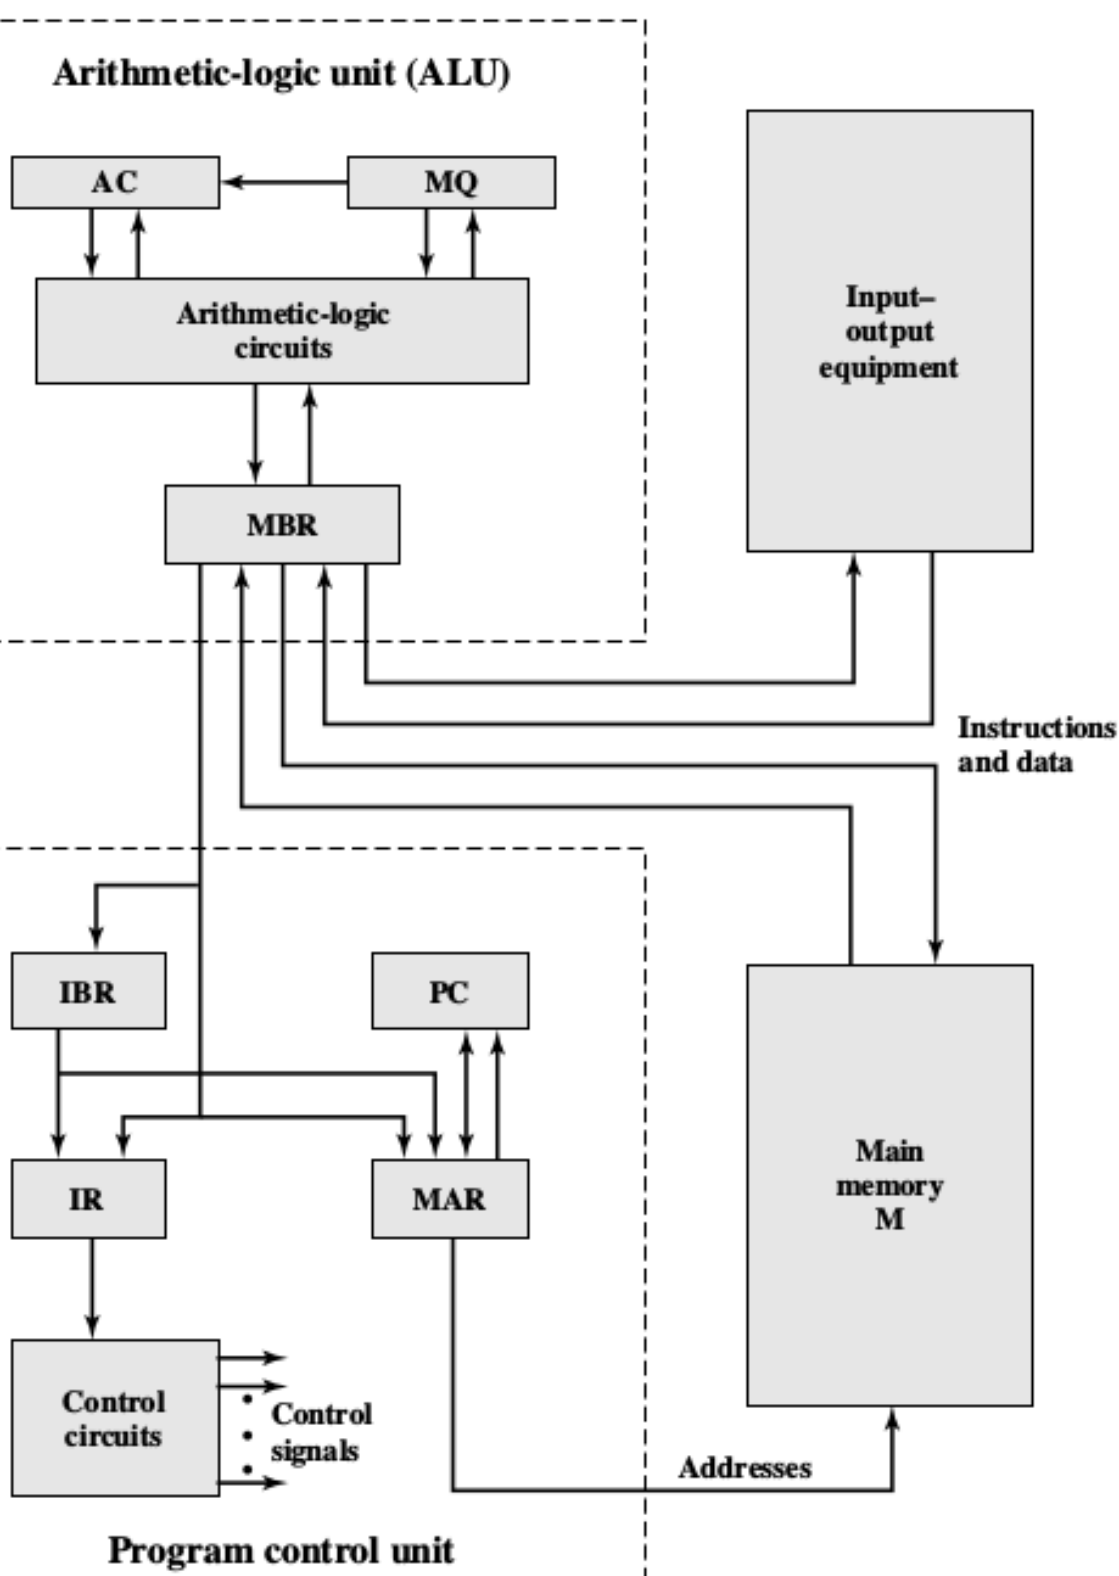 Arithmetic-logic unit (ALU)
AC
MQ
Arithmetic-logic
circuits
Input–
output
equipment
MBR
Instructions
and data
IBR
PC
IR
MAR
Main
memory
M
Control
circuits
Control
signals
Addresses
Program control unit